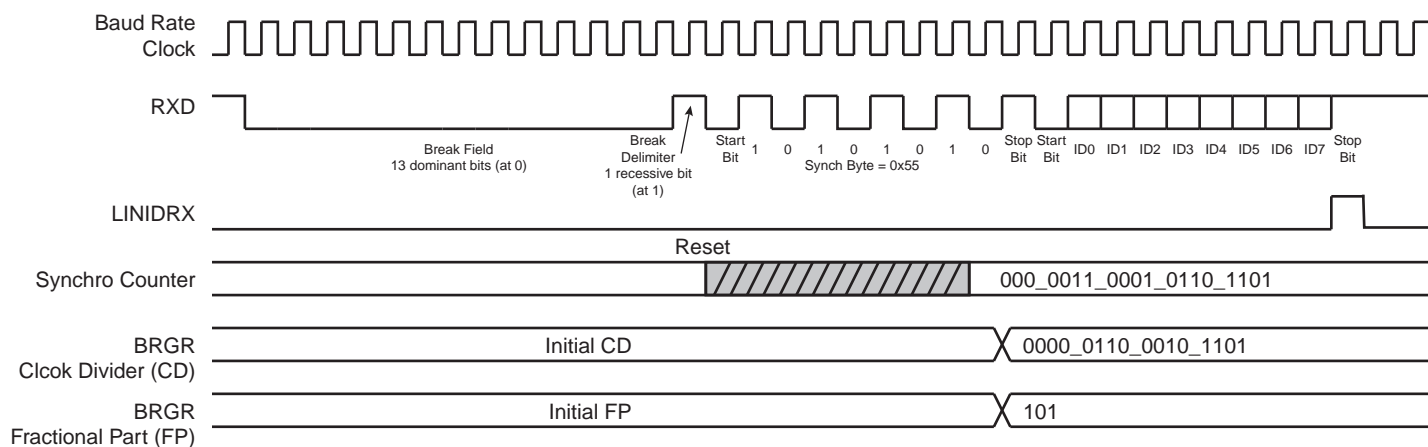 Baud Rate
Clock
RXD
Break Field
13 dominant bits (at 0)
Break
Delimiter
1 recessive bit
(at 1)
Start
Bit
1 0 1 0 1 0 1 0
Synch Byte = 0x55
Stop
Bit
Start
Bit
ID0 ID1 ID2 ID3 ID4 ID5 ID6 ID7
Stop
Bit
LINIDRX
Reset
Synchro Counter
000_0011_0001_0110_1101
BRGR
Clcok Divider (CD)
Initial CD
0000_0110_0010_1101
BRGR
Fractional Part (FP)
Initial FP
101